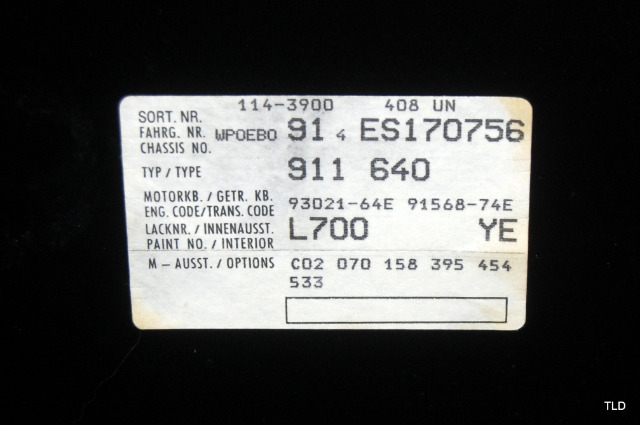 114-3900 408 UN
SORT. NR.
FAHRG. NR. WP0EB0 91 4 ES170756
CHASSIS NO.
TYP / TYPE 911 640
MOTORKB. / GETR. KB.
ENG. CODE/TRANS. CODE 93021-64E 91568-74E
LACKNR. / INNENAUSST. L700 YE
PAINT NO. / INTERIOR
M – AUSST. / OPTIONS C02 070 158 395 454
533
TLD